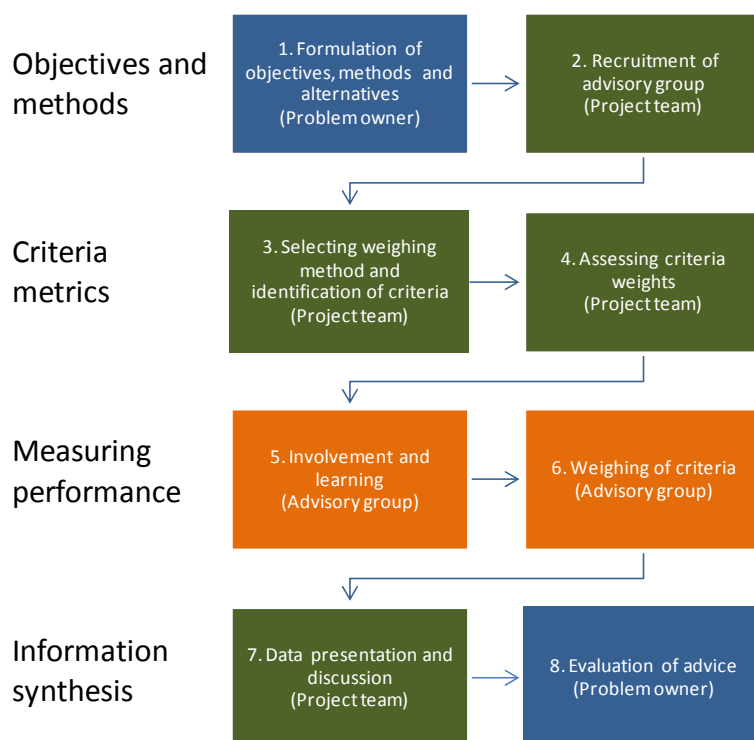 Objectives and
methods
1. Formulation of
objectives, methods and
alternatives
(Problem owner)
2. Recruitment of
advisory group
(Project team)
Criteria
metrics
3. Selecting weighing
method and
identification of criteria
(Project team)
4. Assessing criteria
weights
(Project team)
Measuring
performance
5. Involvement and
learning
(Advisory group)
6. Weighing of criteria
(Advisory group)
Information
synthesis
7. Data presentation and
discussion
(Project team)
8. Evaluation of advice
(Problem owner)